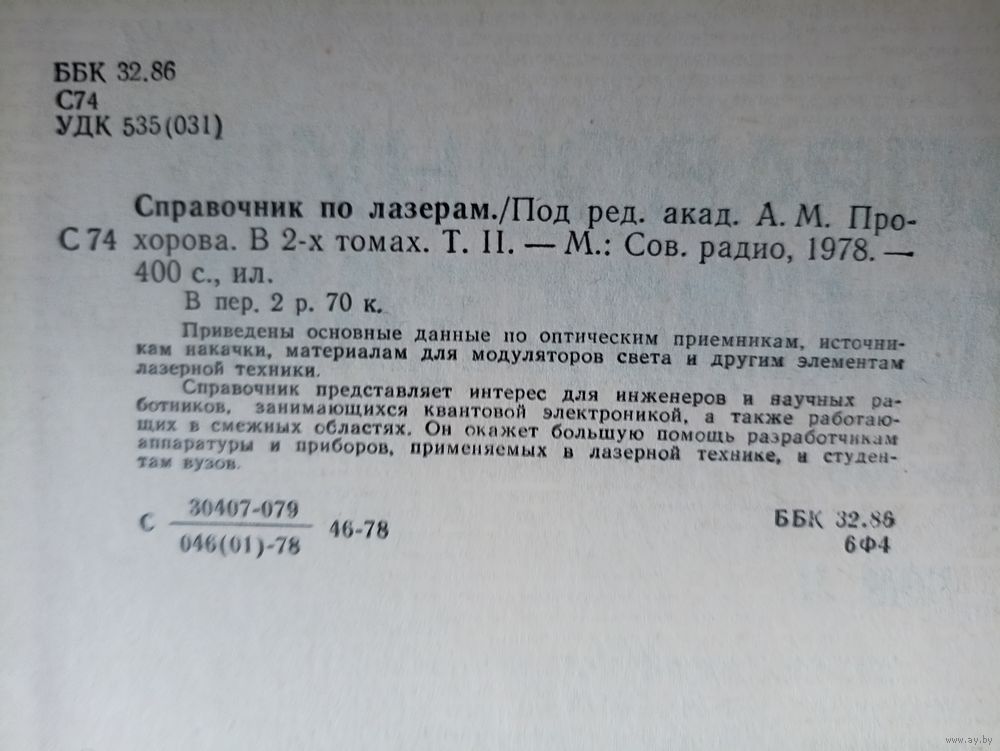 ББК 32.86
С74
УДК 535(031)
Справочник по лазерам./Под ред. акад. А. М. Про-
С 74 хорова. В 2-х томах. Т. II. — М.: Сов. радио, 1978. —
400 с., ил.
В пер. 2 р. 70 к.
Приведены основные данные по оптическим приемникам, источни-
кам накачки, материалам для модуляторов света и другим элементам
лазерной техники.
Справочник представляет интерес для инженеров и научных ра-
ботников, занимающихся квантовой электроникой, а также работаю-
щих в смежных областях. Он окажет большую помощь разработчикам
аппаратуры и приборов, применяемых в лазерной технике, и студен-
там вузов.
С 30407-079
046(01)-78 46-78
ББК 32.86
6Ф4
www.ay.by